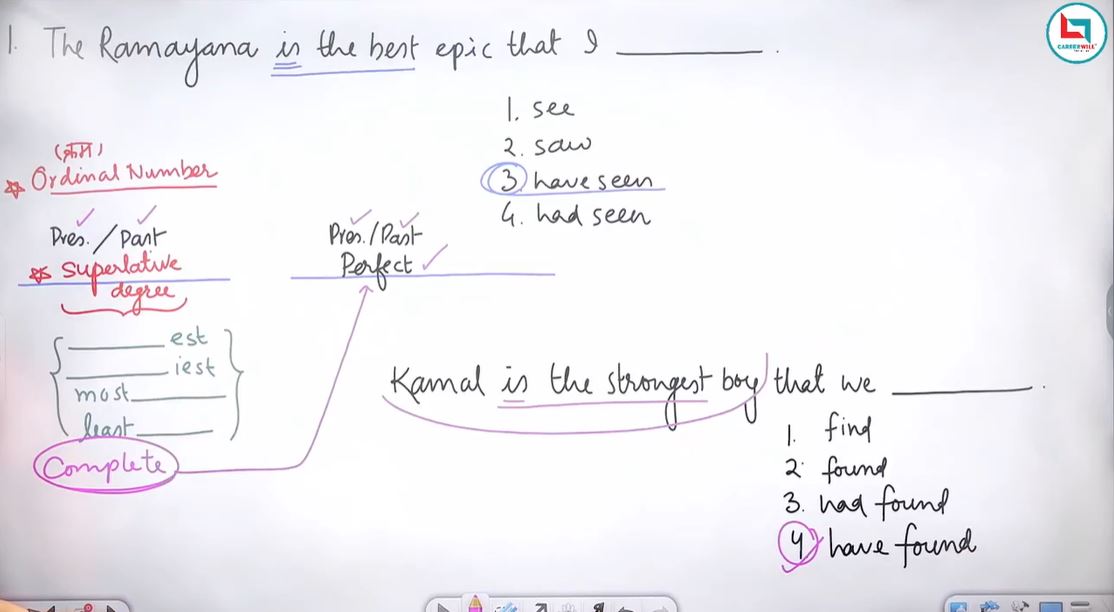 1. The Ramayana is the best epic that I ________.
CAREERWILL
1. see
2. saw
3 have seen
4. had seen
(क्रम)
Ordinal Number
Pres. / Past
Superlative
degree
Pres. / Past
Perfect
______ est
______ iest
most ______
least ______
Complete
Kamal is the strongest boy that we ________.
1. find
2. found
3. had found
4 have found